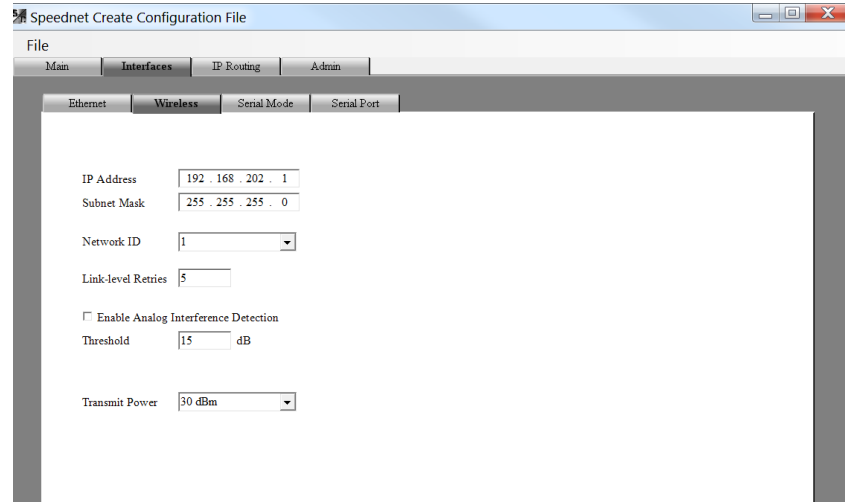 Speednet Create Configuration File
File
Main Interfaces IP Routing Admin
Ethernet Wireless Serial Mode Serial Port
IP Address 192 . 168 . 202 . 1
Subnet Mask 255 . 255 . 255 . 0
Network ID 1
Link-level Retries 5
Enable Analog Interference Detection
Threshold 15 dB
Transmit Power 30 dBm